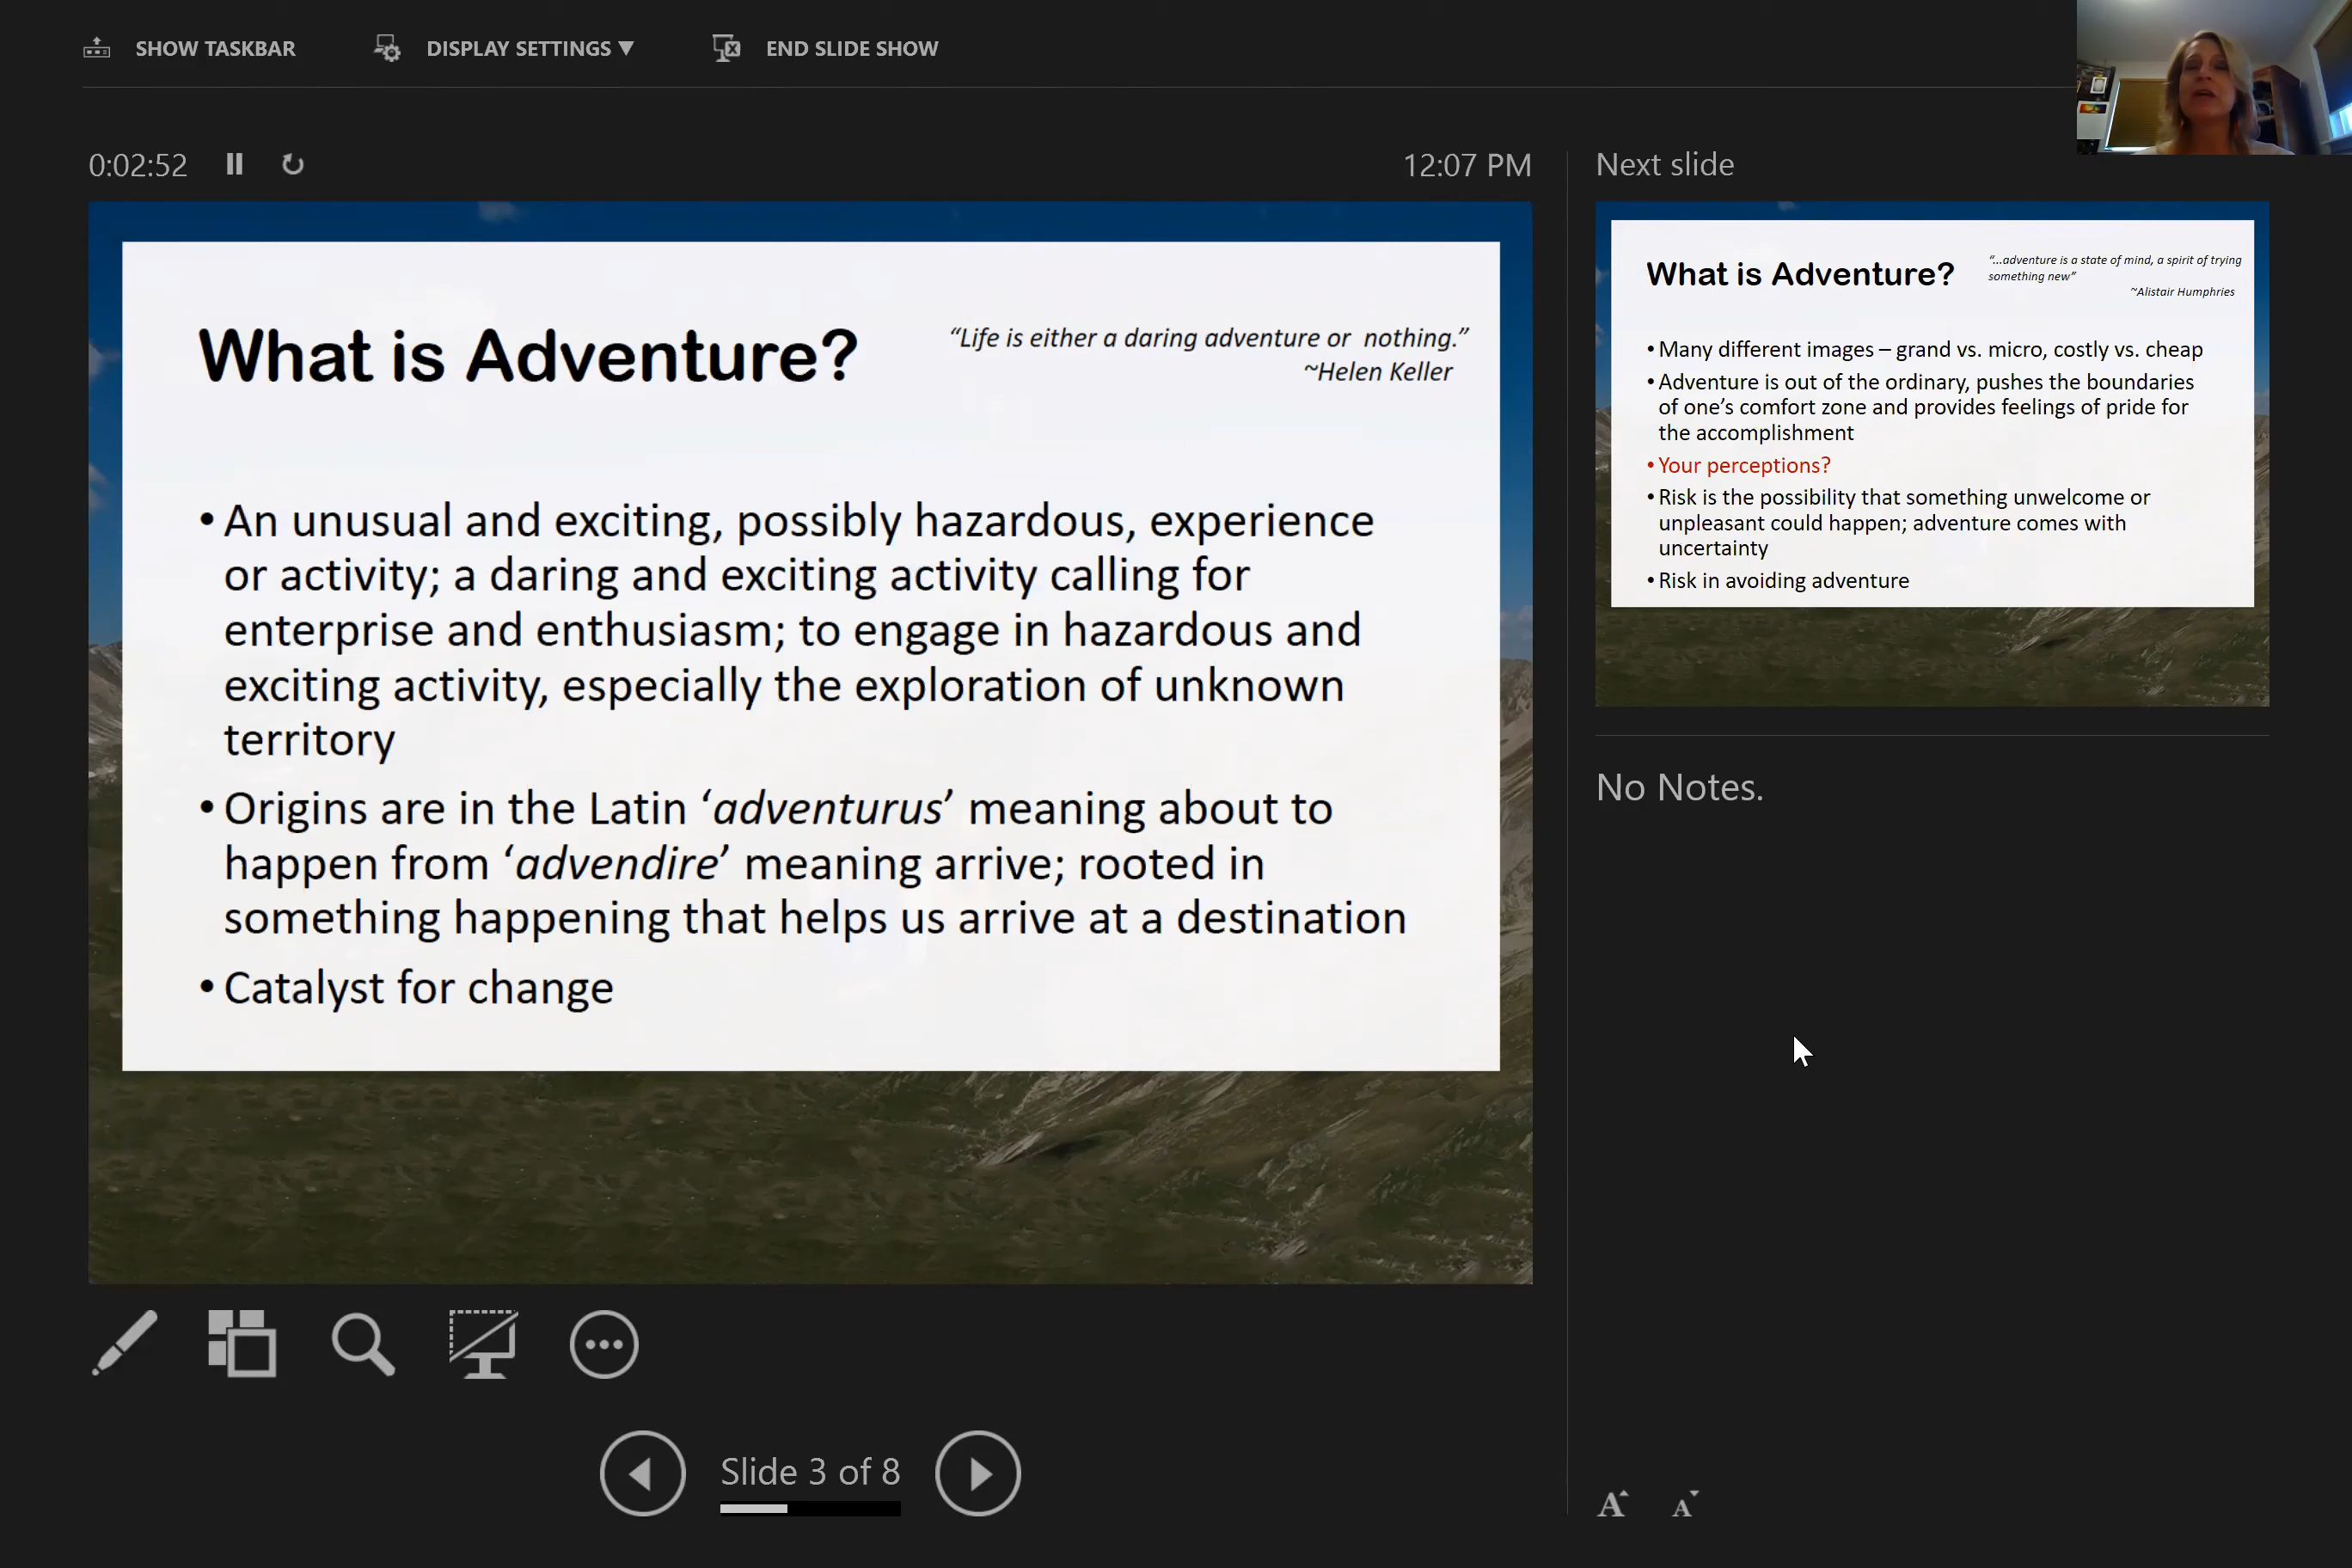 SHOW TASKBAR
DISPLAY SETTINGS ▼
END SLIDE SHOW
0:02:52
12:07 PM
What is Adventure?
“Life is either a daring adventure or nothing.”
~Helen Keller
• An unusual and exciting, possibly hazardous, experience
or activity; a daring and exciting activity calling for
enterprise and enthusiasm; to engage in hazardous and
exciting activity, especially the exploration of unknown
territory
• Origins are in the Latin ‘adventurus’ meaning about to
happen from ‘advendire’ meaning arrive; rooted in
something happening that helps us arrive at a destination
• Catalyst for change
Slide 3 of 8
Next slide
What is Adventure?
“...adventure is a state of mind, a spirit of trying
something new”
~Alistair Humphries
• Many different images – grand vs. micro, costly vs. cheap
• Adventure is out of the ordinary, pushes the boundaries
of one’s comfort zone and provides feelings of pride for
the accomplishment
• Your perceptions?
• Risk is the possibility that something unwelcome or
unpleasant could happen; adventure comes with
uncertainty
• Risk in avoiding adventure
No Notes.
A A